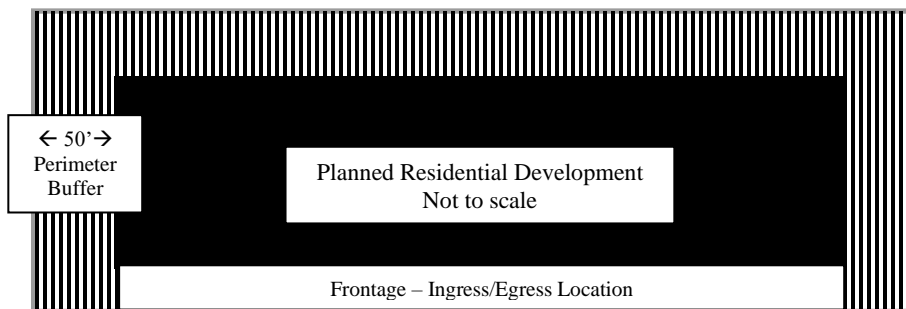 ← 50’→
Perimeter
Buffer
Planned Residential Development
Not to scale
Frontage – Ingress/Egress Location